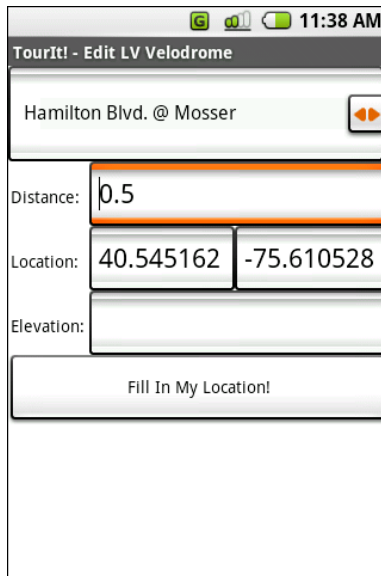 G 11:38 AM
TourIt! - Edit LV Velodrome
Hamilton Blvd. @ Mosser
Distance: 0.5
Location: 40.545162 -75.610528
Elevation:
Fill In My Location!